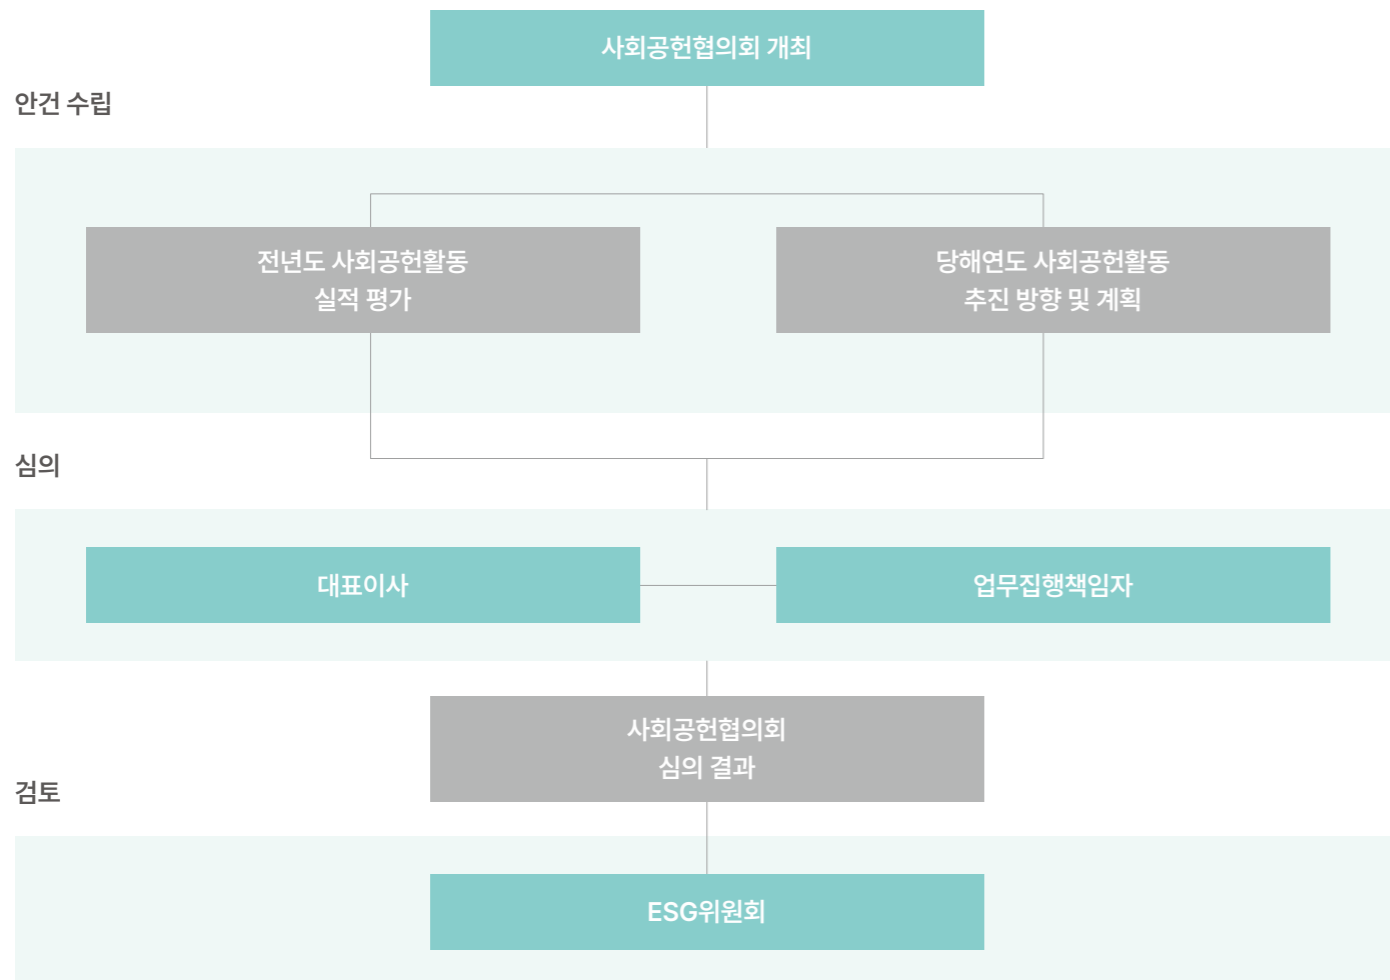 사회공헌협의회 개최
안건 수립
전년도 사회공헌활동
실적 평가
당해연도 사회공헌활동
추진 방향 및 계획
심의
대표이사
업무집행책임자
사회공헌협의회
심의 결과
검토
ESG위원회